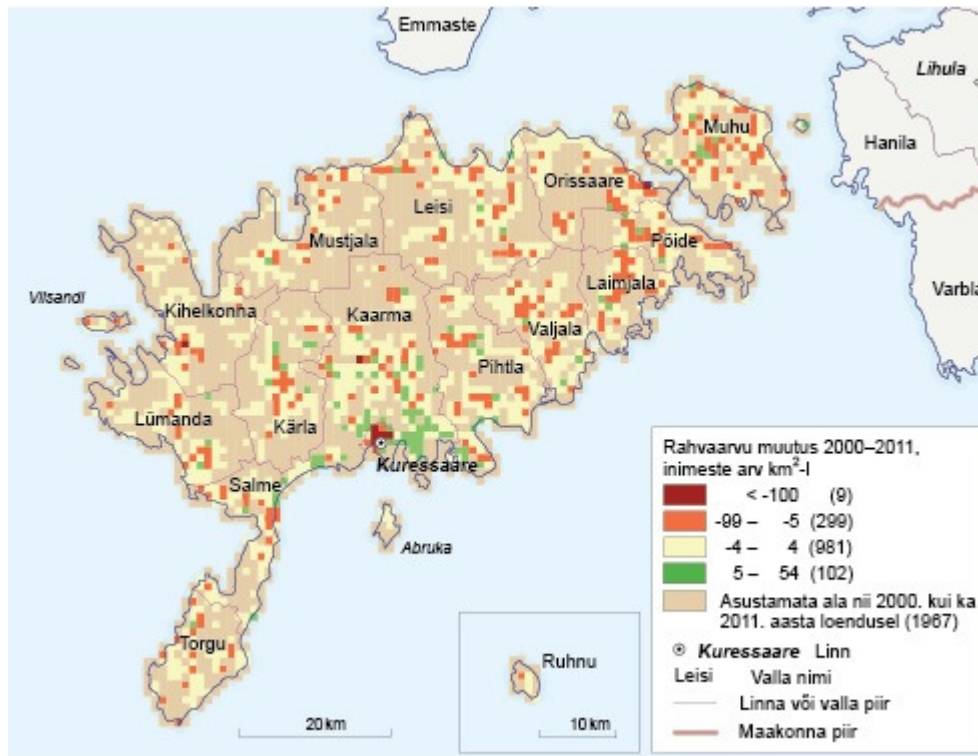 Emmaste
Lihula
Muhu
Hanila
Orissaare
Leisi
Mustjala
Pöide
Laimjala
Varbla
Vilsandi
Kihelkonna
Kaarma
Valjala
Pihtla
Lümanda
Kärla
Kuressaare
Salme
Abruka
Torgu
Ruhnu
20 km
10 km
Rahvaarvu muutus 2000–2011,
inimeste arv km²-l
< -100 (9)
-99 – -5 (299)
-4 – 4 (981)
5 – 54 (102)
Asustamata ala nii 2000. kui ka
2011. aasta loendusel (1967)
Kuressaare Linn
Leisi Valla nimi
Linna või valla piir
Maakonna piir